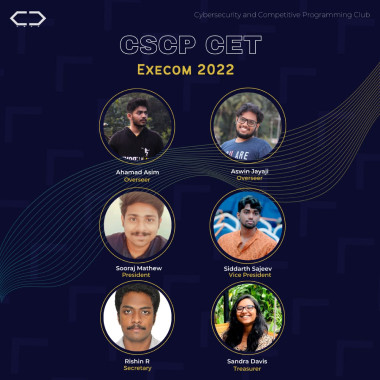 Cybersecurity and Competitive Programming Club
CSCP CET
EXECOM 2022
Ahamad Asim
Overseer
Aswin Jayaji
Overseer
Sooraj Mathew
President
Siddarth Sajeev
Vice President
Rishin R
Secretary
Sandra Davis
Treasurer